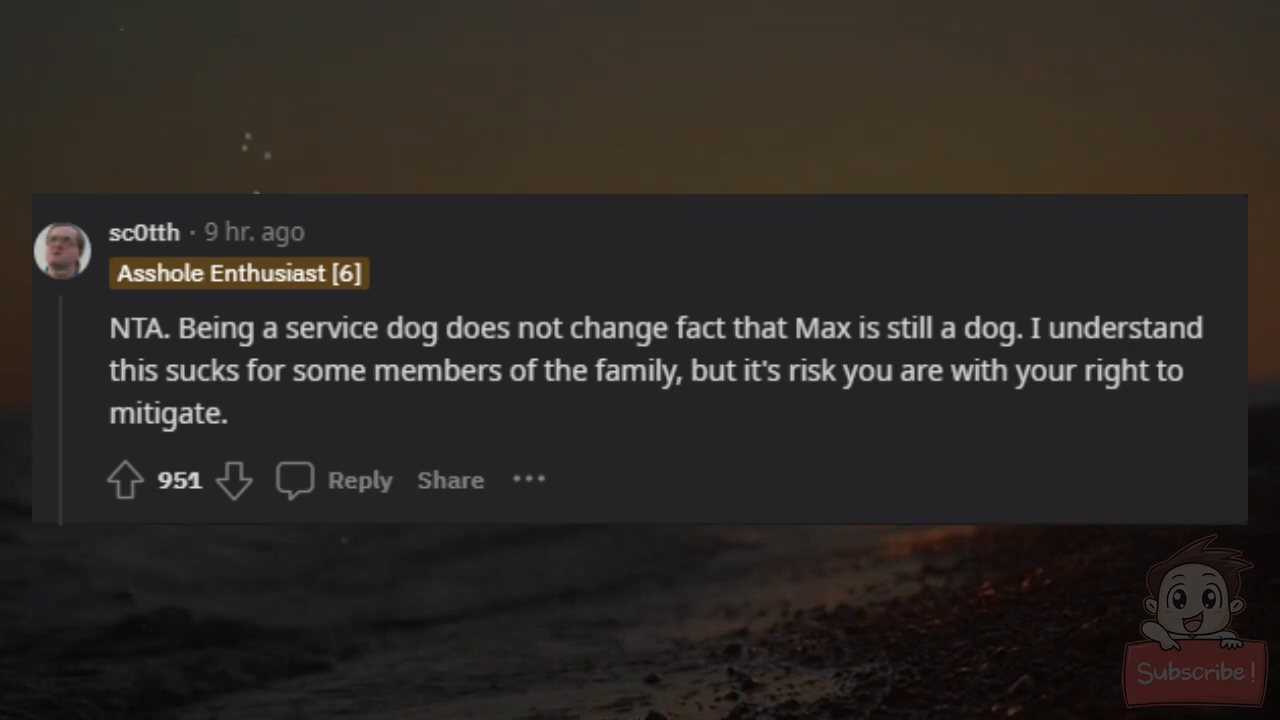 sc0tth · 9 hr. ago
Asshole Enthusiast [6]
NTA. Being a service dog does not change fact that Max is still a dog. I understand
this sucks for some members of the family, but it's risk you are with your right to
mitigate.
951 Reply Share ···
Subscribe!